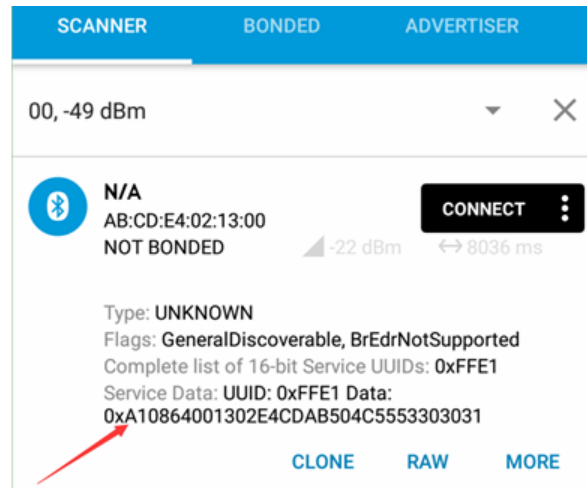 SCANNER BONDED ADVERTISER
00, -49 dBm
N/A
CONNECT
AB:CD:E4:02:13:00
NOT BONDED -22 dBm 8036 ms
Type: UNKNOWN
Flags: GeneralDiscoverable, BrEdrNotSupported
Complete list of 16-bit Service UUIDs: 0xFFE1
Service Data: UUID: 0xFFE1 Data:
0xA10864001302E4CDAB504C5553303031
CLONE RAW MORE